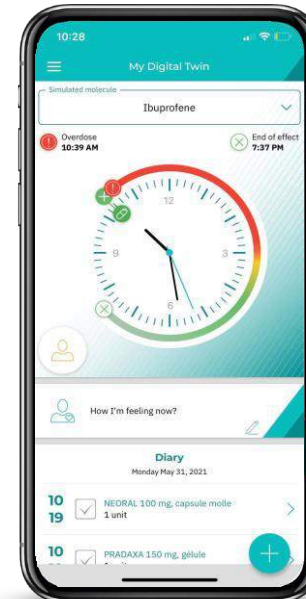 10:28
My Digital Twin
Simulated molecule
Ibuprofene
Overdose
10:39 AM
End of effect
7:37 PM
12
9
3
6
How I'm feeling now?
Diary
Monday May 31, 2021
10
19
NEORAL 100 mg, capsule molle
1 unit
10
PRADAXA 150 mg, gélule